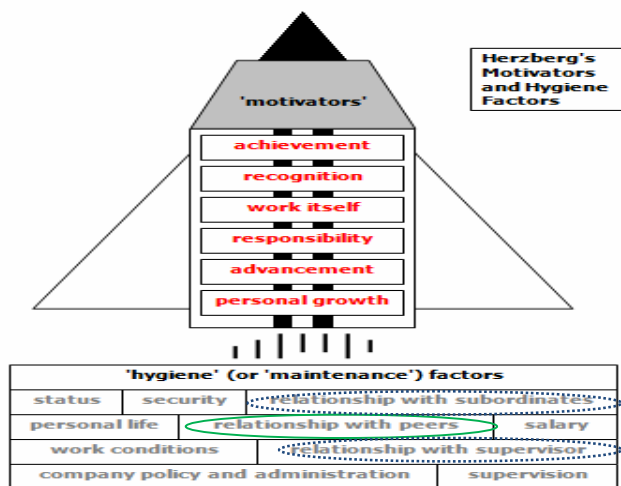 Herzberg's
Motivators
and Hygiene
Factors
'motivators'
achievement
recognition
work itself
responsibility
advancement
personal growth
'hygiene' (or 'maintenance') factors
status security relationship with subordinates
personal life relationship with peers salary
work conditions relationship with supervisor
company policy and administration supervision